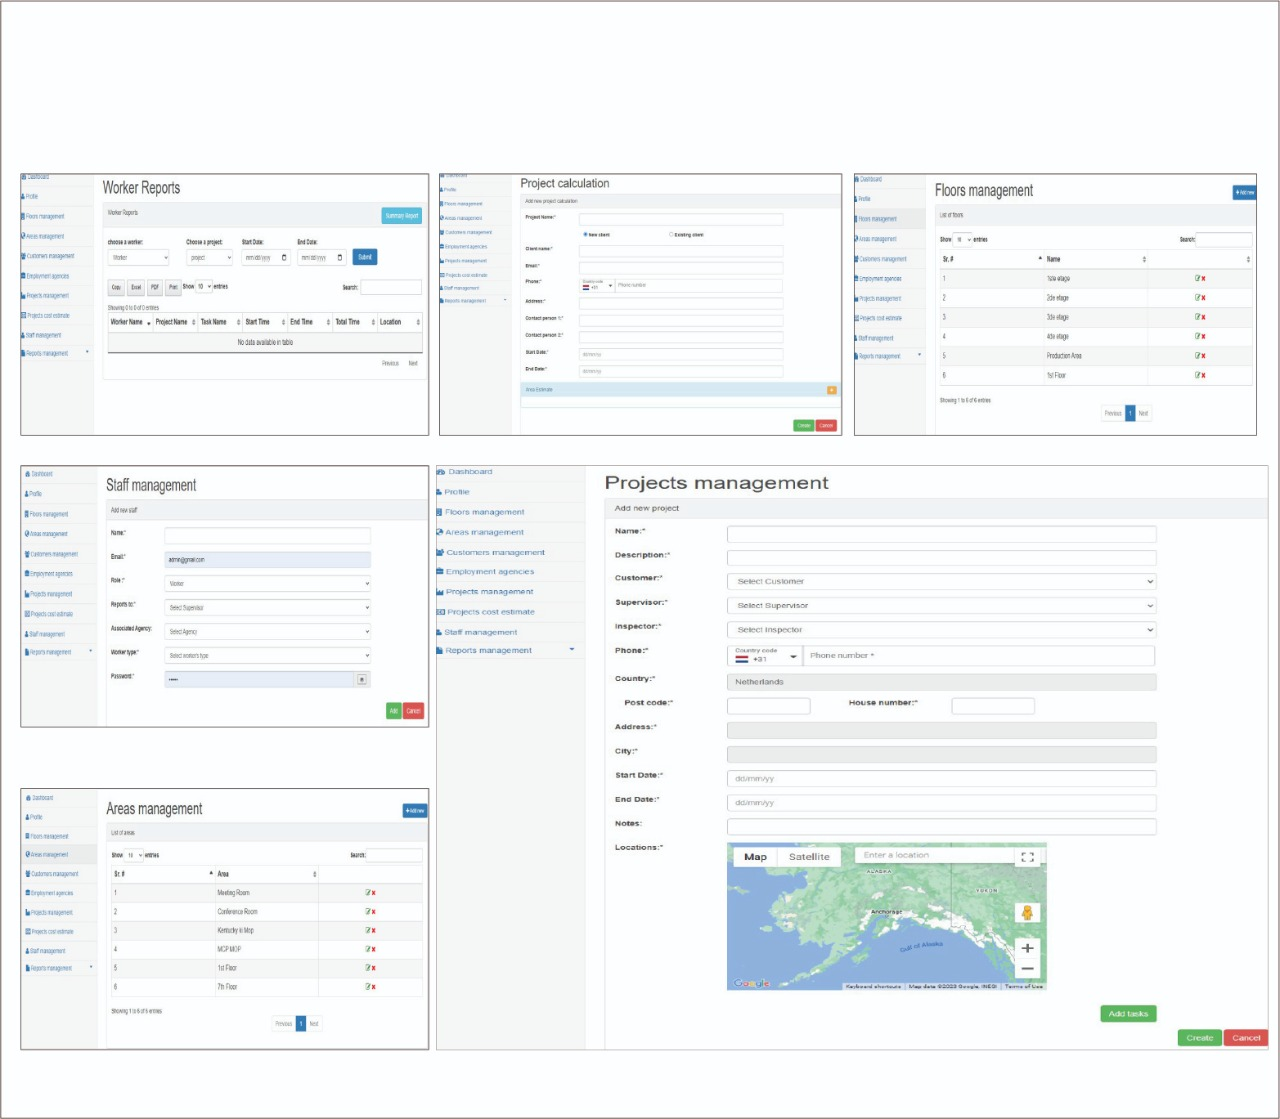 Dashboard
Profile
Floors management
Areas management
Customers management
Employment agencies
Projects management
Projects cost estimate
Staff management
Reports management
Worker Reports
Worker Reports
Summary Report
choose a worker:
Choose a project:
Start Date:
End Date:
Worker
project
mm/dd/yyy
mm/dd/yyy
Submit
Copy
Excel
PDF
Print
Show 10 entries
Search:
Showing 0 to 0 of 0 entries
Worker Name
Project Name
Task Name
Start Time
End Time
Total Time
Location
No data available in table
Previous
Next
Dashboard
Profile
Floors management
Areas management
Customers management
Employment agencies
Projects management
Projects cost estimate
Staff management
Reports management
Project calculation
Add new project calculation
Project Name:*
New client
Existing client
Client name:*
Email:*
Phone:*
Country code
+31
Phone number
Address:*
Contact person 1:*
Contact person 2:*
Start Date:*
dd/mm/yy
End Date:*
dd/mm/yy
Area Estimate
Create
Cancel
Dashboard
Profile
Floors management
Areas management
Customers management
Employment agencies
Projects management
Projects cost estimate
Staff management
Reports management
Floors management
+Add new
List of floors
Show 10 entries
Search:
Sr. #
Name
1
1ste etage
2
2de etage
3
3de etage
4
4de etage
5
Production Area
6
1st Floor
Showing 1 to 6 of 6 entries
Previous
1
Next
Dashboard
Profile
Floors management
Areas management
Customers management
Employment agencies
Projects management
Projects cost estimate
Staff management
Reports management
Staff management
Add new staff
Name:*
Email:*
admin@gmail.com
Role :*
Worker
Reports to:*
Select Supervisor
Associated Agency:
Select Agency
Worker type:*
Select worker's type
Password:*
Add
Cancel
Dashboard
Profile
Floors management
Areas management
Customers management
Employment agencies
Projects management
Projects cost estimate
Staff management
Reports management
Projects management
Add new project
Name:*
Description:*
Customer:*
Select Customer
Supervisor:*
Select Supervisor
Inspector:*
Select Inspector
Phone:*
Country code
+31
Phone number *
Country:*
Netherlands
Post code:*
House number:*
Address:*
City:*
Start Date:*
dd/mm/yy
End Date:*
dd/mm/yy
Notes:
Locations:*
Map
Satellite
Enter a location
ALASKA
YUKON
Anchorage
Gulf of Alaska
Google
Keyboard shortcuts
Map data ©2023 Google, INEGI
Terms of Use
Add tasks
Create
Cancel
Dashboard
Profile
Floors management
Areas management
Customers management
Employment agencies
Projects management
Projects cost estimate
Staff management
Reports management
Areas management
+Add new
List of areas
Show 10 entries
Search:
Sr. #
Area
1
Meeting Room
2
Conference Room
3
Kentucky ki Mop
4
MCP MOP
5
1st Floor
6
7th Floor
Showing 1 to 6 of 6 entries
Previous
1
Next